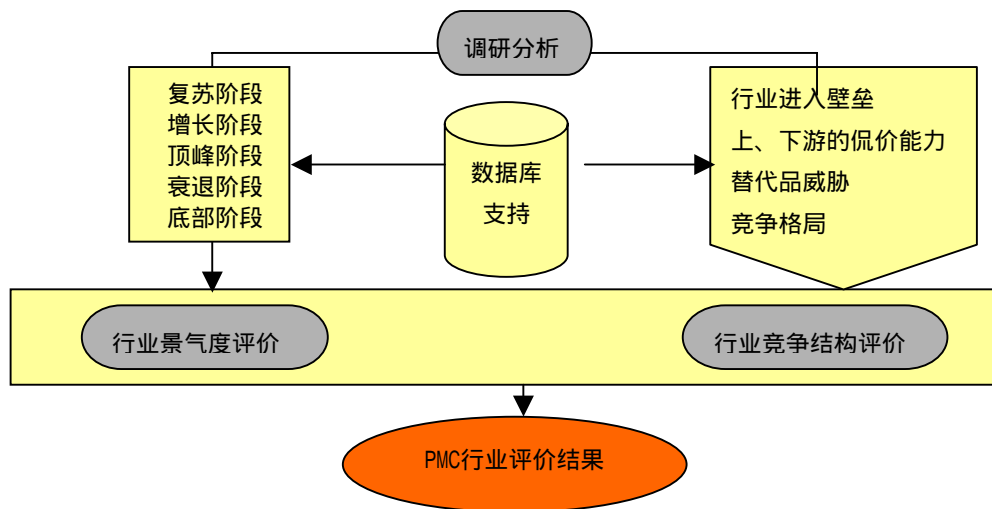 调研分析
复苏阶段
增长阶段
顶峰阶段
衰退阶段
底部阶段
数据库
支持
行业进入壁垒
上、下游的侃价能力
替代品威胁
竞争格局
行业景气度评价
行业竞争结构评价
PMC行业评价结果